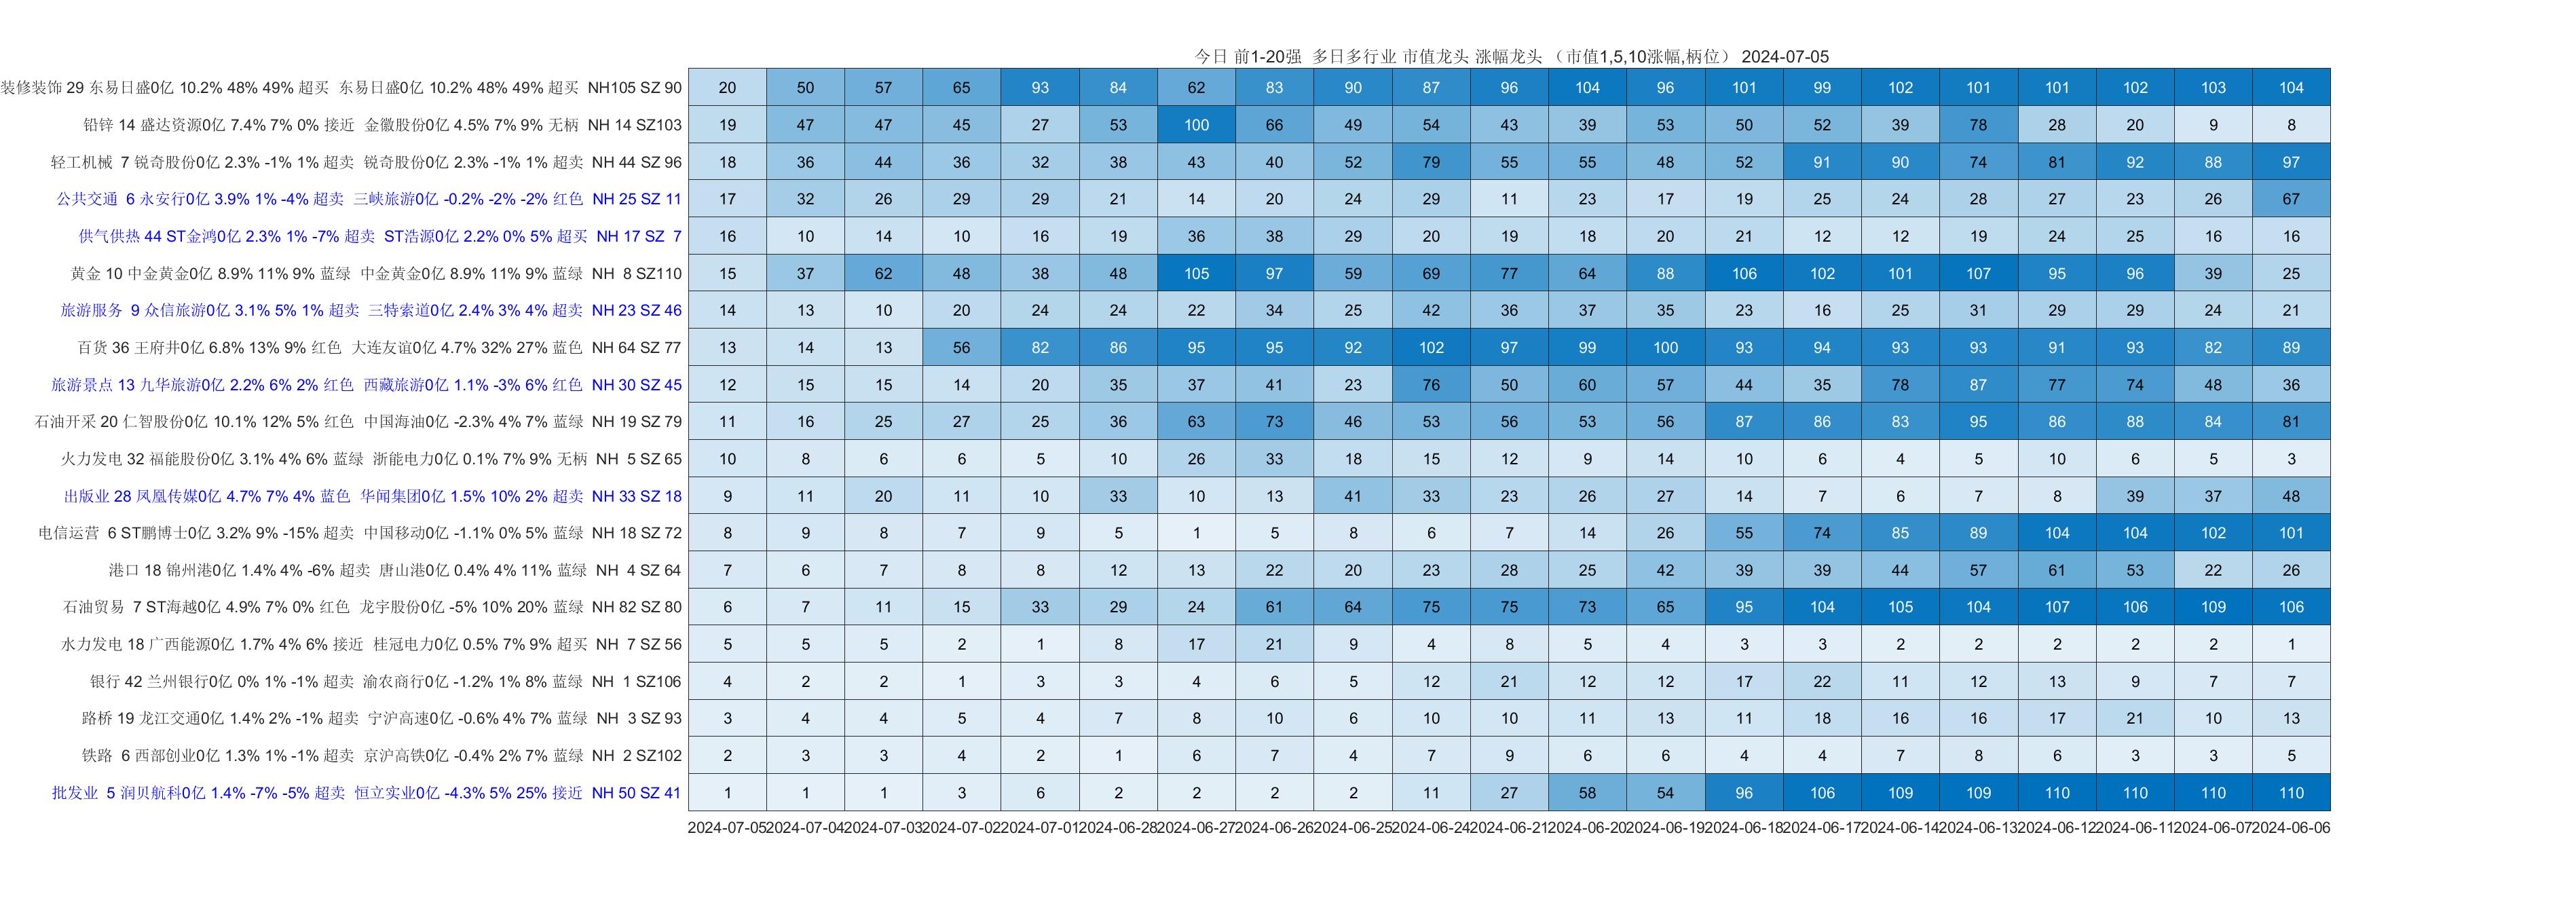 今日 前1-20强 多日多行业 市值龙头 涨幅龙头 （市值1,5,10涨幅,柄位） 2024-07-05
装修装饰 29 东易日盛0亿 10.2% 48% 49% 超买 东易日盛0亿 10.2% 48% 49% 超买 NH105 SZ 90 20 50 57 65 93 84 62 83 90 87 96 104 96 101 99 102 101 101 102 103 104
铅锌 14 盛达资源0亿 7.4% 7% 0% 接近 金徽股份0亿 4.5% 7% 9% 无柄 NH 14 SZ103 19 47 47 45 27 53 100 66 49 54 43 39 53 50 52 39 78 28 20 9 8
轻工机械 7 锐奇股份0亿 2.3% -1% 1% 超卖 锐奇股份0亿 2.3% -1% 1% 超卖 NH 44 SZ 96 18 36 44 36 32 38 43 40 52 79 55 55 48 52 91 90 74 81 92 88 97
公共交通 6 永安行0亿 3.9% 1% -4% 超卖 三峡旅游0亿 -0.2% -2% -2% 红色 NH 25 SZ 11 17 32 26 29 29 21 14 20 24 29 11 23 17 19 25 24 28 27 23 26 67
供气供热 44 ST金鸿0亿 2.3% 1% -7% 超卖 ST浩源0亿 2.2% 0% 5% 超买 NH 17 SZ 7 16 10 14 10 16 19 36 38 29 20 19 18 20 21 12 12 19 24 25 16 16
黄金 10 中金黄金0亿 8.9% 11% 9% 蓝绿 中金黄金0亿 8.9% 11% 9% 蓝绿 NH 8 SZ110 15 37 62 48 38 48 105 97 59 69 77 64 88 106 102 101 107 95 96 39 25
旅游服务 9 众信旅游0亿 3.1% 5% 1% 超卖 三特索道0亿 2.4% 3% 4% 超卖 NH 23 SZ 46 14 13 10 20 24 24 22 34 25 42 36 37 35 23 16 25 31 29 29 24 21
百货 36 王府井0亿 6.8% 13% 9% 红色 大连友谊0亿 4.7% 32% 27% 蓝色 NH 64 SZ 77 13 14 13 56 82 86 95 95 92 102 97 99 100 93 94 93 93 91 93 82 89
旅游景点 13 九华旅游0亿 2.2% 6% 2% 红色 西藏旅游0亿 1.1% -3% 6% 红色 NH 30 SZ 45 12 15 15 14 20 35 37 41 23 76 50 60 57 44 35 78 87 77 74 48 36
石油开采 20 仁智股份0亿 10.1% 12% 5% 红色 中国海油0亿 -2.3% 4% 7% 蓝绿 NH 19 SZ 79 11 16 25 27 25 36 63 73 46 53 56 53 56 87 86 83 95 86 88 84 81
火力发电 32 福能股份0亿 3.1% 4% 6% 蓝绿 浙能电力0亿 0.1% 7% 9% 无柄 NH 5 SZ 65 10 8 6 6 5 10 26 33 18 15 12 9 14 10 6 4 5 10 6 5 3
出版业 28 凤凰传媒0亿 4.7% 7% 4% 蓝色 华闻集团0亿 1.5% 10% 2% 超卖 NH 33 SZ 18 9 11 20 11 10 33 10 13 41 33 23 26 27 14 7 6 7 8 39 37 48
电信运营 6 ST鹏博士0亿 3.2% 9% -15% 超卖 中国移动0亿 -1.1% 0% 5% 蓝绿 NH 18 SZ 72 8 9 8 7 9 5 1 5 8 6 7 14 26 55 74 85 89 104 104 102 101
港口 18 锦州港0亿 1.4% 4% -6% 超卖 唐山港0亿 0.4% 4% 11% 蓝绿 NH 4 SZ 64 7 6 7 8 8 12 13 22 20 23 28 25 42 39 39 44 57 61 53 22 26
石油贸易 7 ST海越0亿 4.9% 7% 0% 红色 龙宇股份0亿 -5% 10% 20% 蓝绿 NH 82 SZ 80 6 7 11 15 33 29 24 61 64 75 75 73 65 95 104 105 104 107 106 109 106
水力发电 18 广西能源0亿 1.7% 4% 6% 接近 桂冠电力0亿 0.5% 7% 9% 超买 NH 7 SZ 56 5 5 5 2 1 8 17 21 9 4 8 5 4 3 3 2 2 2 2 2 1
银行 42 兰州银行0亿 0% 1% -1% 超卖 渝农商行0亿 -1.2% 1% 8% 蓝绿 NH 1 SZ106 4 2 2 1 3 3 4 6 5 12 21 12 12 17 22 11 12 13 9 7 7
路桥 19 龙江交通0亿 1.4% 2% -1% 超卖 宁沪高速0亿 -0.6% 4% 7% 蓝绿 NH 3 SZ 93 3 4 4 5 4 7 8 10 6 10 10 11 13 11 18 16 16 17 21 10 13
铁路 6 西部创业0亿 1.3% 1% -1% 超卖 京沪高铁0亿 -0.4% 2% 7% 蓝绿 NH 2 SZ102 2 3 3 4 2 1 6 7 4 7 9 6 6 4 4 7 8 6 3 3 5
批发业 5 润贝航科0亿 1.4% -7% -5% 超卖 恒立实业0亿 -4.3% 5% 25% 接近 NH 50 SZ 41 1 1 1 3 6 2 2 2 2 11 27 58 54 96 106 109 109 110 110 110 110
2024-07-05 2024-07-04 2024-07-03 2024-07-02 2024-07-01 2024-06-28 2024-06-27 2024-06-26 2024-06-25 2024-06-24 2024-06-21 2024-06-20 2024-06-19 2024-06-18 2024-06-17 2024-06-14 2024-06-13 2024-06-12 2024-06-11 2024-06-07 2024-06-06